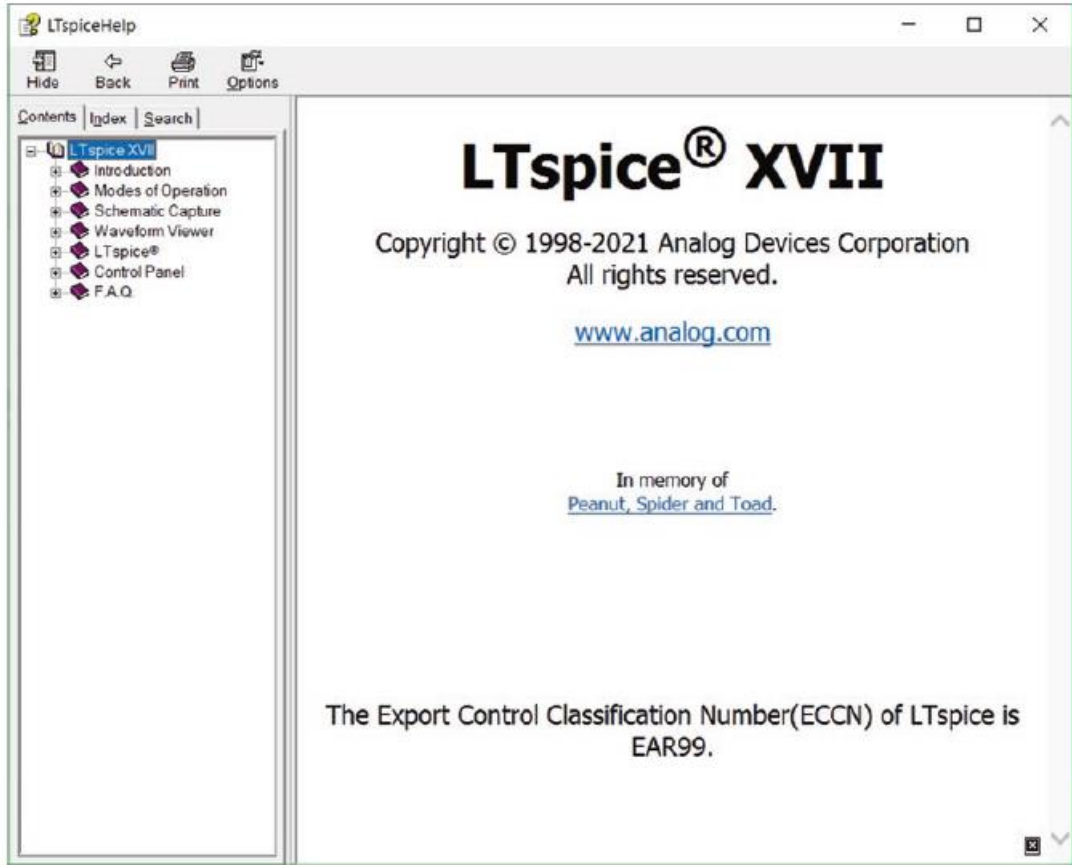 LTspiceHelp
Hide Back Print Options
Contents Index Search
LTspice XVII
Introduction
Modes of Operation
Schematic Capture
Waveform Viewer
LTspice®
Control Panel
F.A.Q.
LTspice® XVII
Copyright © 1998-2021 Analog Devices Corporation
All rights reserved.
www.analog.com
In memory of
Peanut, Spider and Toad.
The Export Control Classification Number(ECCN) of LTspice is
EAR99.